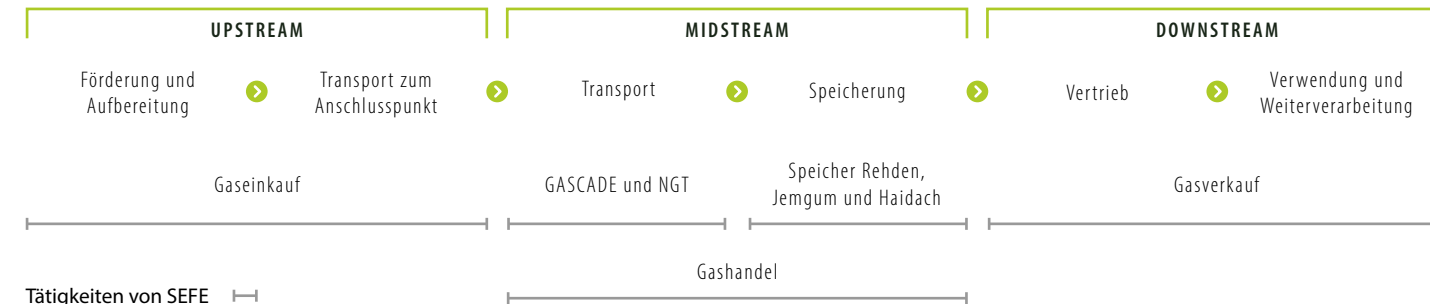 UPSTREAM
MIDSTREAM
DOWNSTREAM
Förderung und
Aufbereitung
Transport zum
Anschlusspunkt
Transport
Speicherung
Vertrieb
Verwendung und
Weiterverarbeitung
Gaseinkauf
GASCADE und NGT
Speicher Rehden,
Jemgum und Haidach
Gasverkauf
Gashandel
Tätigkeiten von SEFE